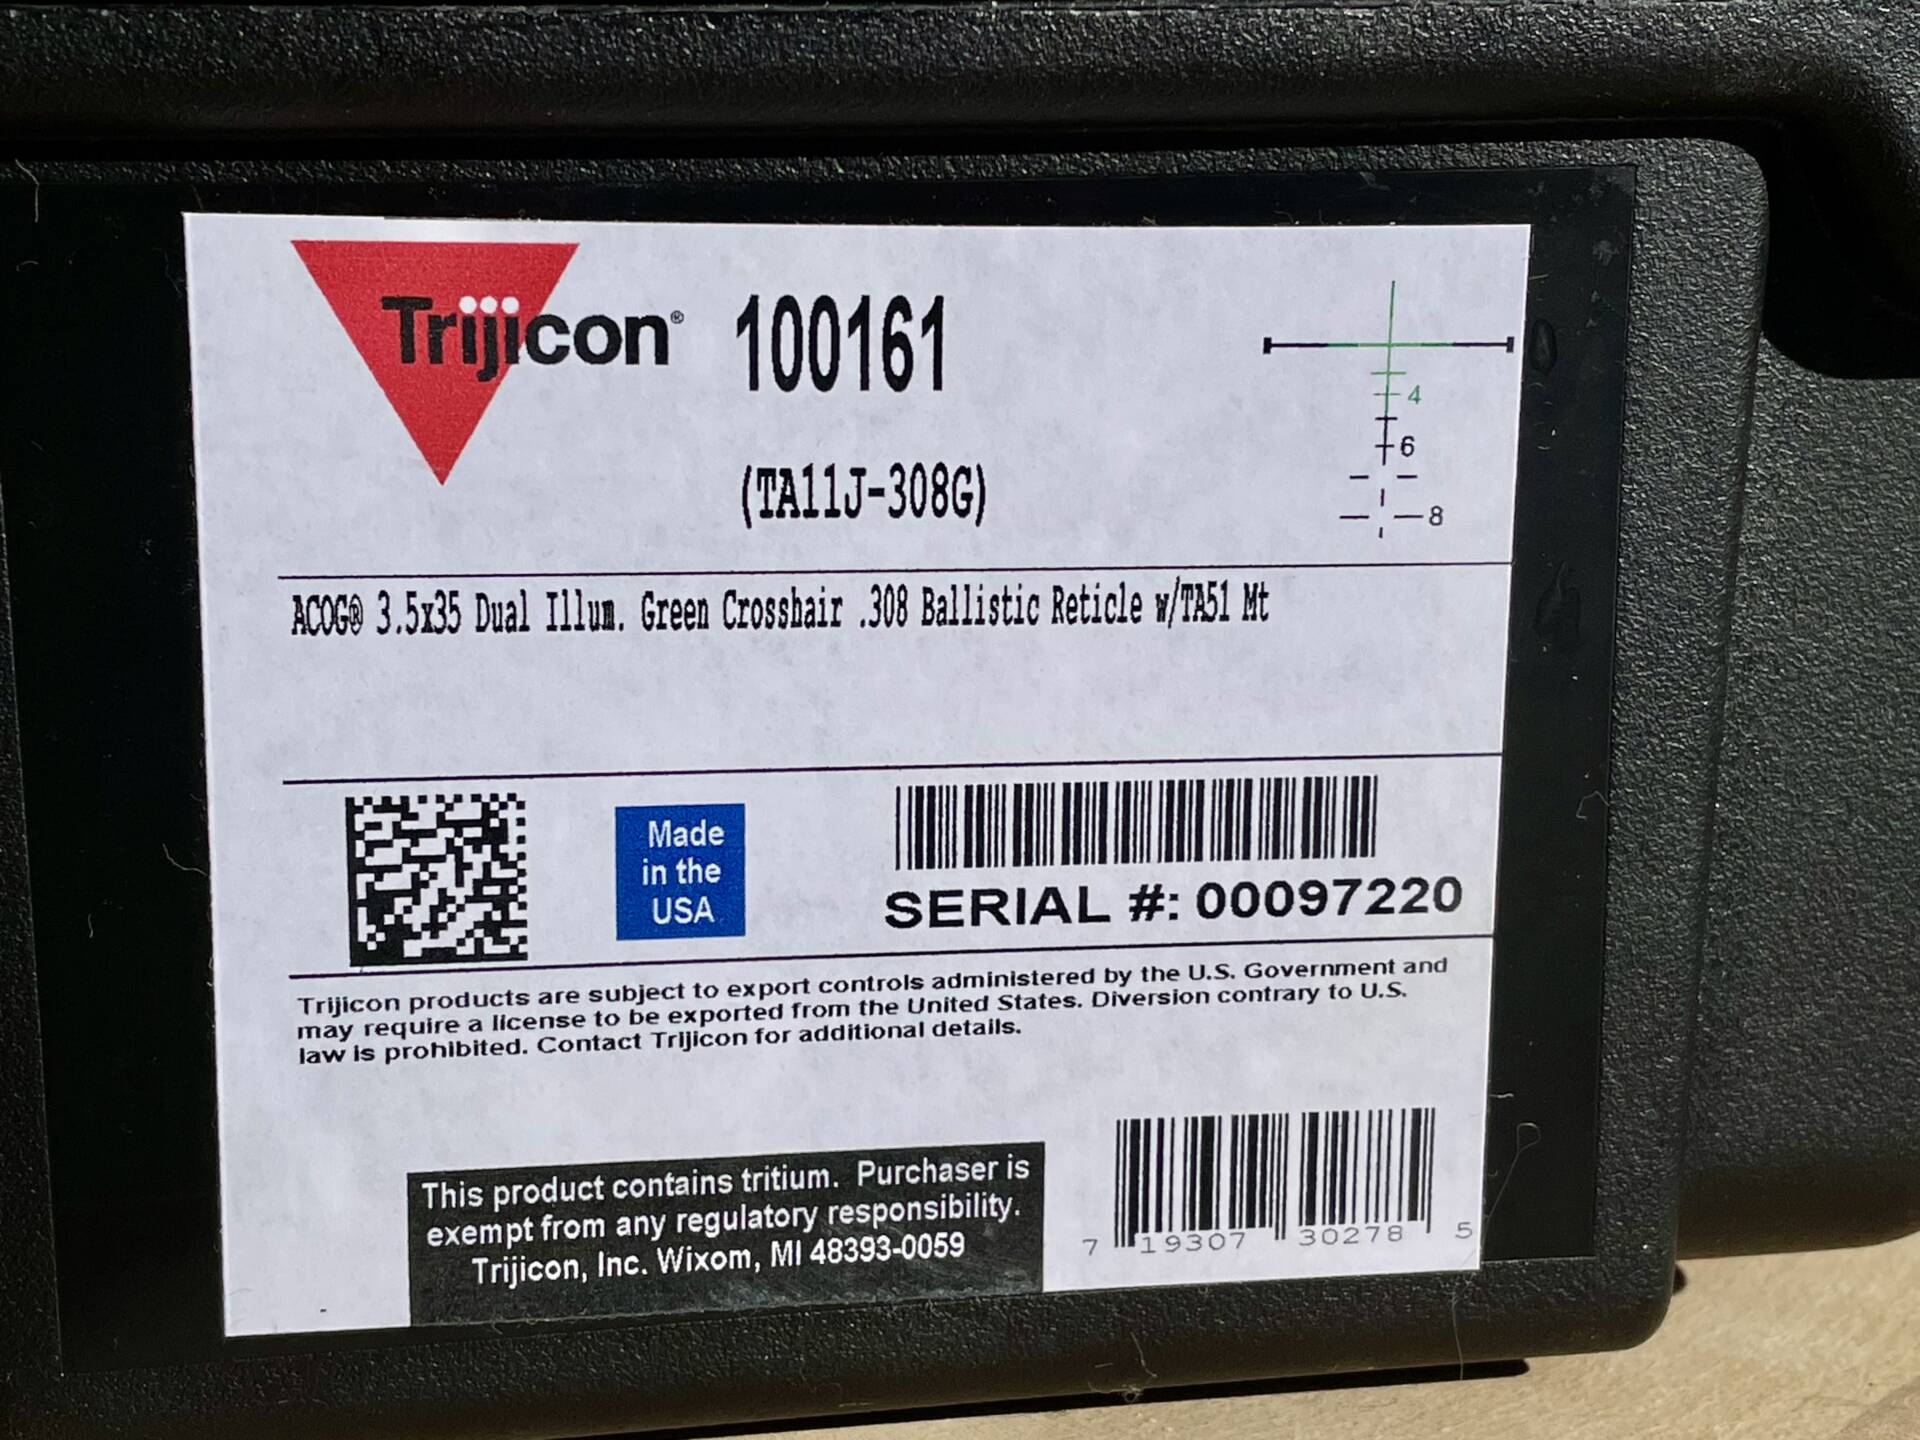 Trijicon®
100161
(TA11J-308G)
4
6
8
ACOG® 3.5x35 Dual Illum. Green Crosshair .308 Ballistic Reticle w/TA51 Mt
Made
in the
USA
SERIAL #: 00097220
Trijicon products are subject to export controls administered by the U.S. Government and
may require a license to be exported from the United States. Diversion contrary to U.S.
law is prohibited. Contact Trijicon for additional details.
This product contains tritium. Purchaser is
exempt from any regulatory responsibility.
Trijicon, Inc. Wixom, MI 48393-0059
7 19307 30278 5